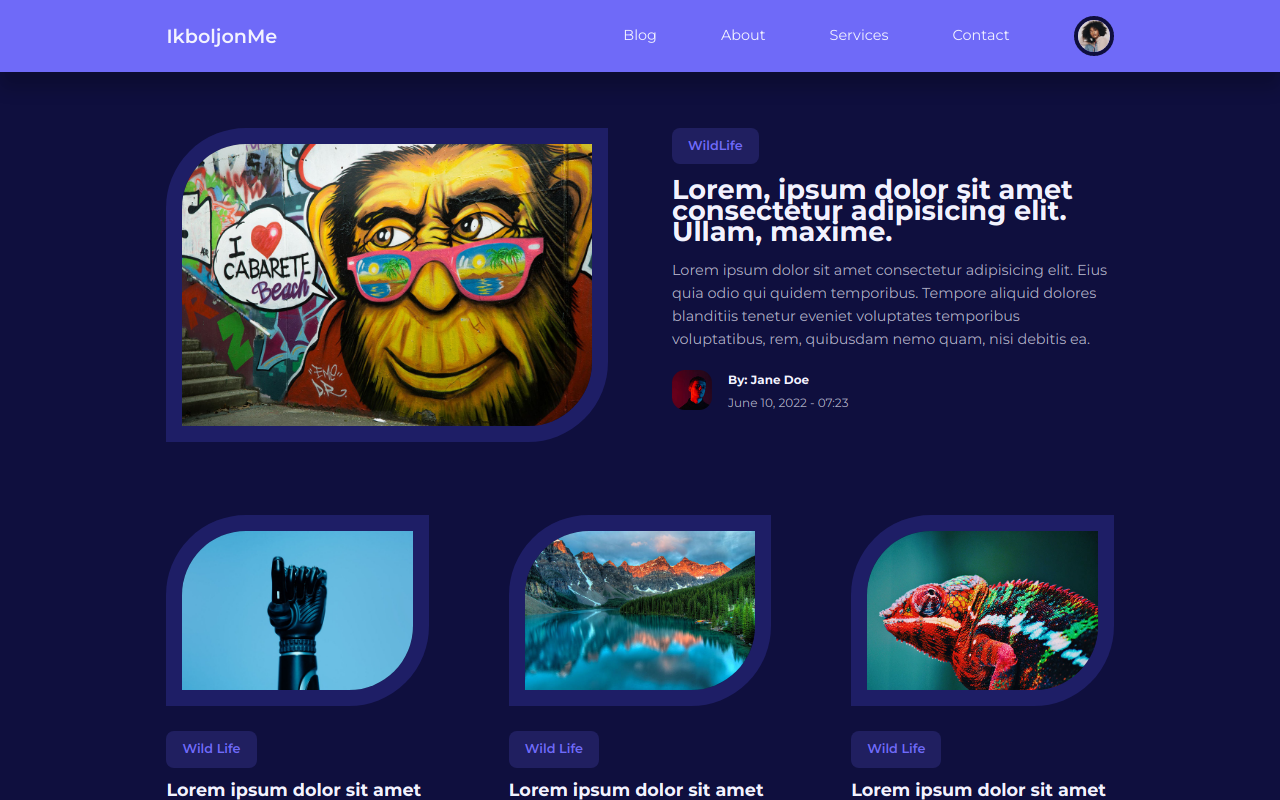 IkboljonMe
Blog
About
Services
Contact
I
CABARETE
Beach
"EMO"
D.R.
WildLife
Lorem, ipsum dolor sit amet
consectetur adipisicing elit.
Ullam, maxime.
Lorem ipsum dolor sit amet consectetur adipisicing elit. Eius
quia odio qui quidem temporibus. Tempore aliquid dolores
blanditiis tenetur eveniet voluptates temporibus
voluptatibus, rem, quibusdam nemo quam, nisi debitis ea.
By: Jane Doe
June 10, 2022 - 07:23
Wild Life
Wild Life
Wild Life
Lorem ipsum dolor sit amet
Lorem ipsum dolor sit amet
Lorem ipsum dolor sit amet